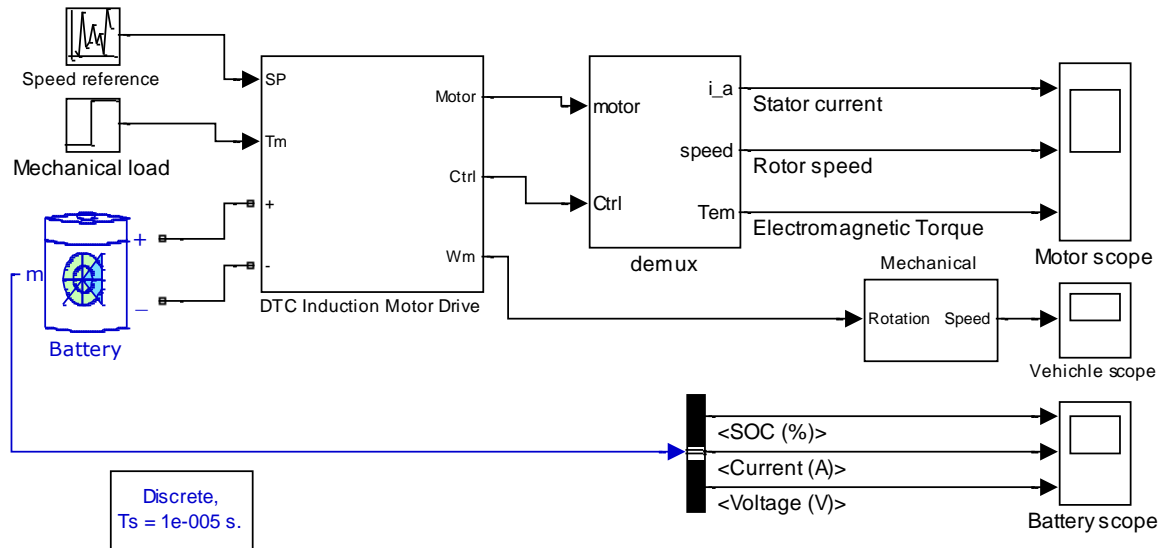 Speed reference
Mechanical load
m
+
_
Battery
SP
Tm
+
-
Motor
Ctrl
Wm
DTC Induction Motor Drive
motor
Ctrl
i_a
speed
Tem
demux
Stator current
Rotor speed
Electromagnetic Torque
Motor scope
Mechanical
Rotation Speed
Vehichle scope
<SOC (%)>
<Current (A)>
<Voltage (V)>
Battery scope
Discrete,
Ts = 1e-005 s.